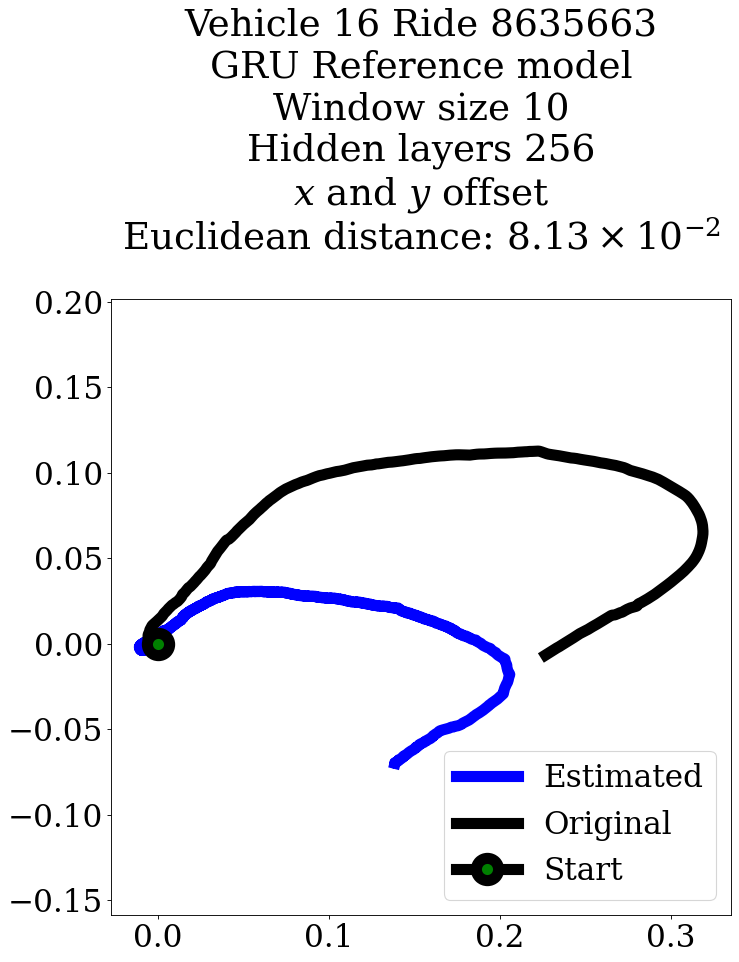 Vehicle 16 Ride 8635663
GRU Reference model
Window size 10
Hidden layers 256
x and y offset
Euclidean distance: 8.13 × 10⁻²
0.20
0.15
0.10
0.05
0.00
−0.05
−0.10
−0.15
Estimated
Original
Start
0.0 0.1 0.2 0.3